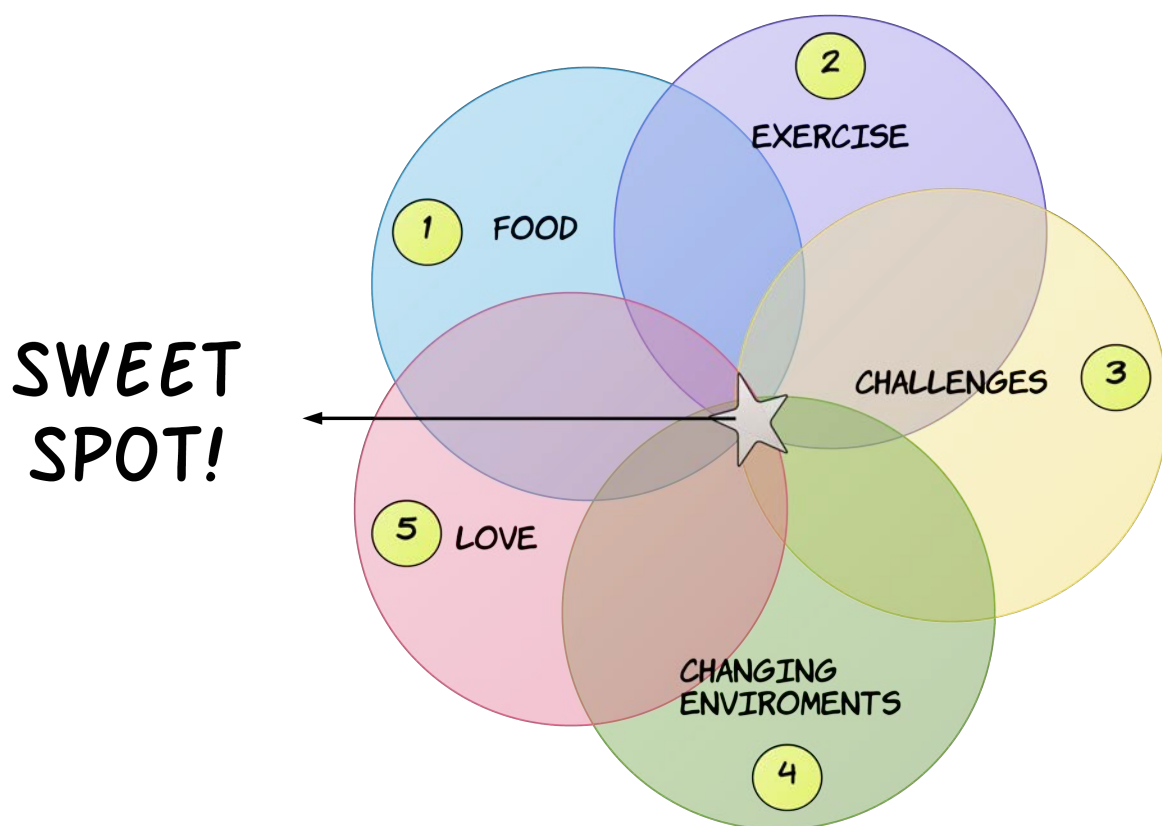 SWEET
SPOT!
1
FOOD
2
EXERCISE
CHALLENGES
3
CHANGING
ENVIROMENTS
4
5
LOVE